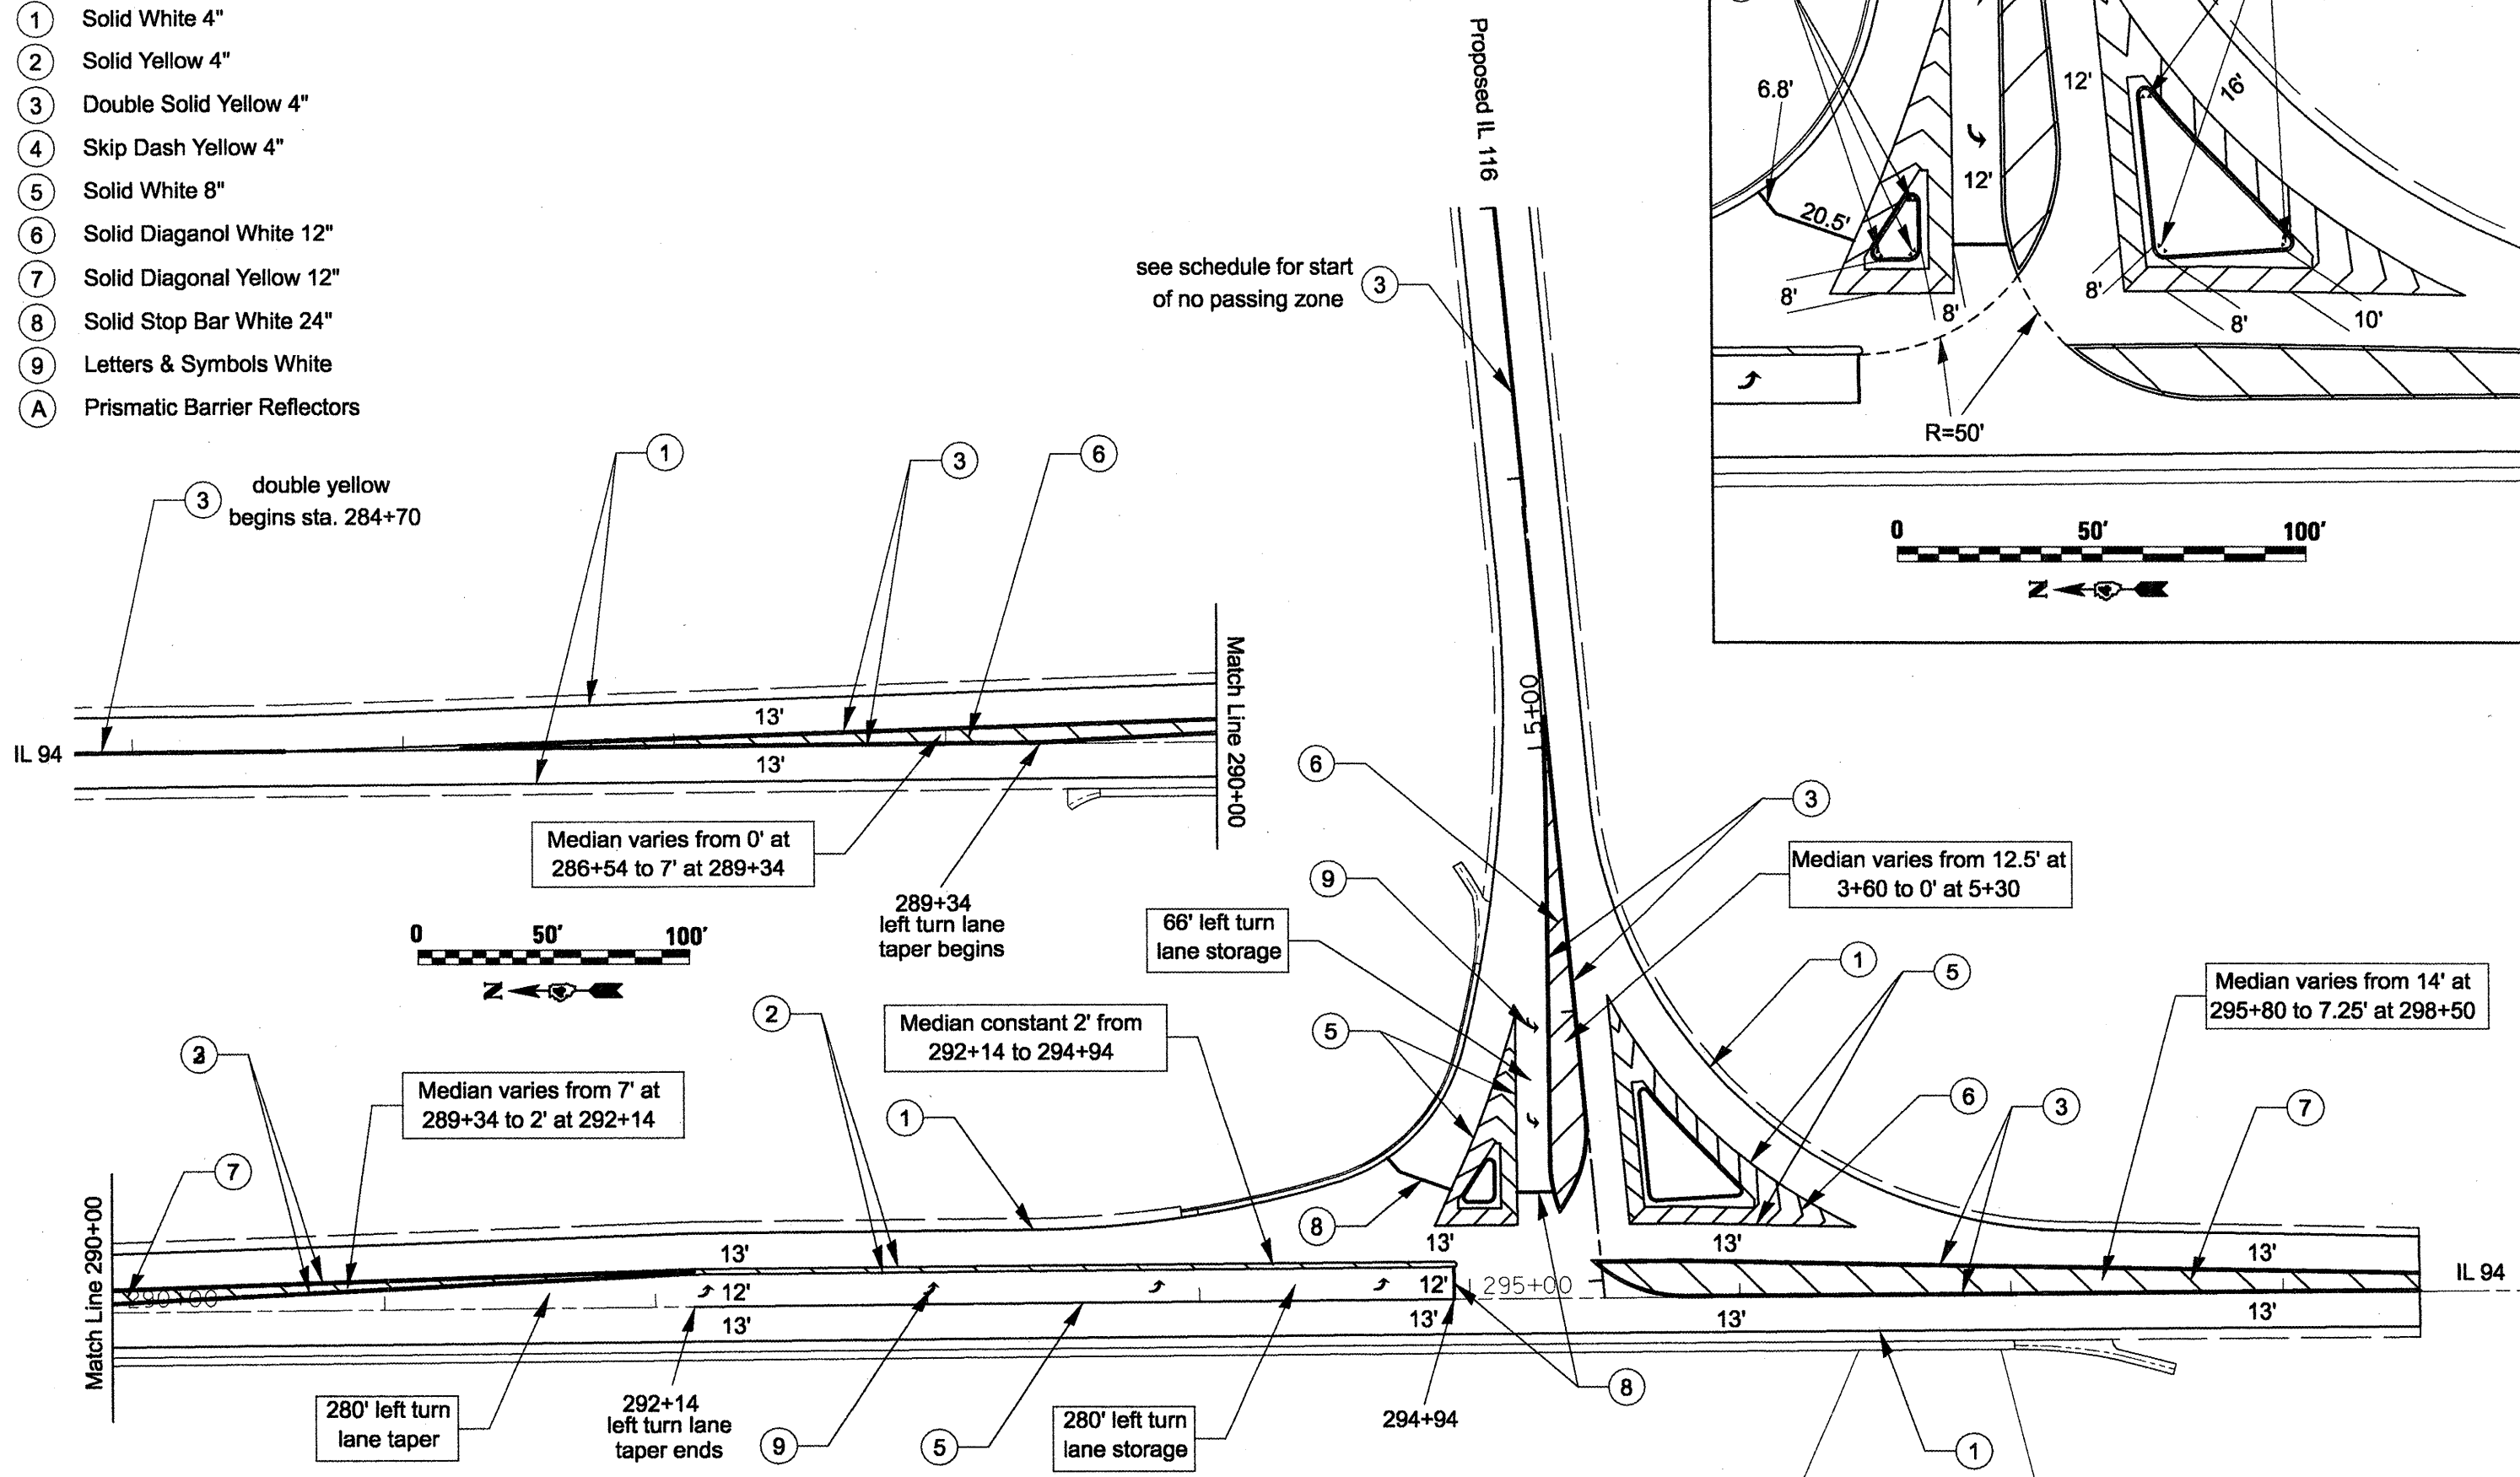 1 Solid White 4"
2 Solid Yellow 4"
3 Double Solid Yellow 4"
4 Skip Dash Yellow 4"
5 Solid White 8"
6 Solid Diaganol White 12"
7 Solid Diagonal Yellow 12"
8 Solid Stop Bar White 24"
9 Letters & Symbols White
A Prismatic Barrier Reflectors
Proposed IL 116
see schedule for start
of no passing zone
3
6.8'
20.5'
12'
12'
16'
8'
8'
8'
8'
10'
R=50'
0 50' 100'
N
3
double yellow
begins sta. 284+70
1
3
6
IL 94
13'
13'
Match Line 290+00
Median varies from 0' at
286+54 to 7' at 289+34
289+34
left turn lane
taper begins
0 50' 100'
N
5+00
6
3
9
Median varies from 12.5' at
3+60 to 0' at 5+30
66' left turn
lane storage
1
5
Median varies from 14' at
295+80 to 7.25' at 298+50
2
Median constant 2' from
292+14 to 294+94
5
Median varies from 7' at
289+34 to 2' at 292+14
1
6
3
7
7
8
Match Line 290+00
290+00
13'
12'
13'
13'
12'
13'
295+00
13'
13'
13'
13'
IL 94
280' left turn
lane taper
292+14
left turn lane
taper ends
9
5
280' left turn
lane storage
294+94
8
1